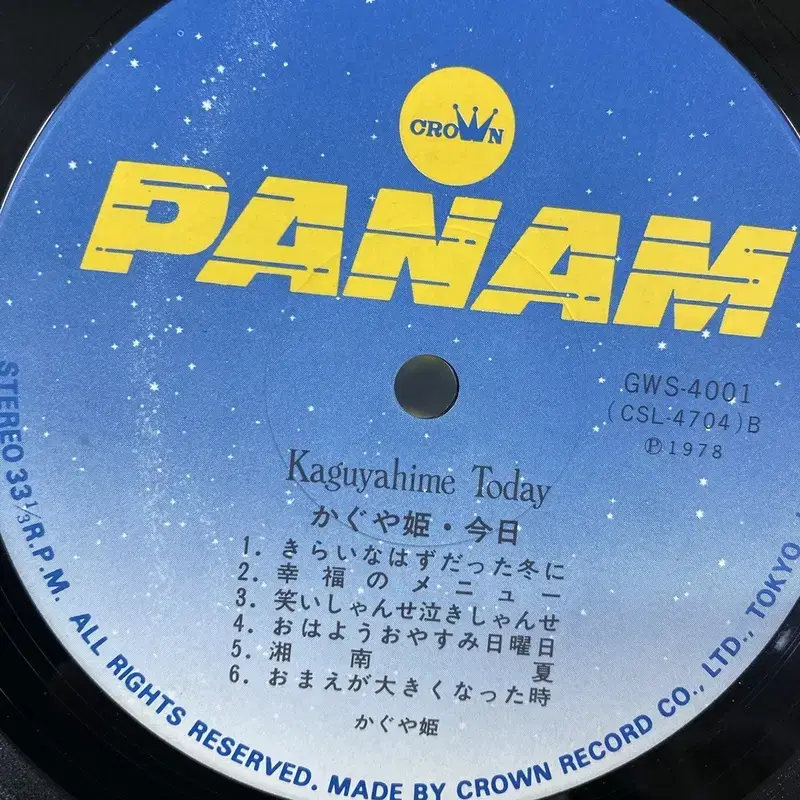 CROWN
PANAM
GWS-4001
(CSL-4704)B
Ⓟ1978
Kaguyahime Today
かぐや姫・今日
1. きらいなはずだった冬に
2. 幸福のメニュー
3. 笑いしゃんせ泣きしゃんせ
4. おはようおやすみ日曜日
5. 湘南夏
6. おまえが大きくなった時
かぐや姫
STEREO 33 1/3 R.P.M. ALL RIGHTS RESERVED. MADE BY CROWN RECORD CO., LTD., TOKYO,